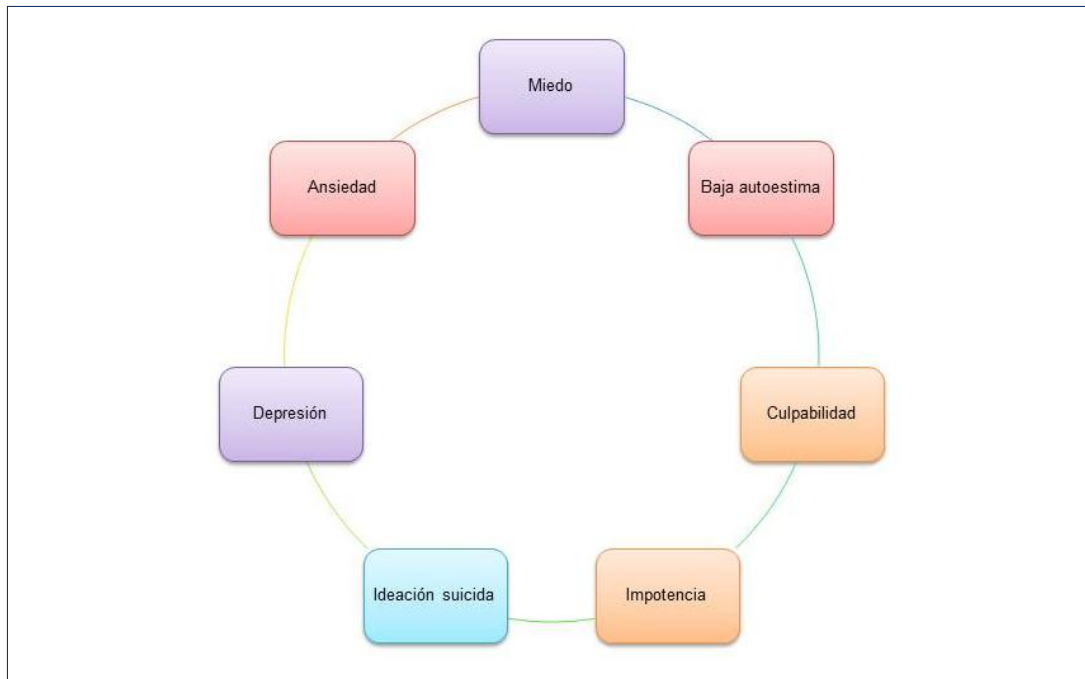 Miedo
Baja autoestima
Culpabilidad
Impotencia
Ideación suicida
Depresión
Ansiedad